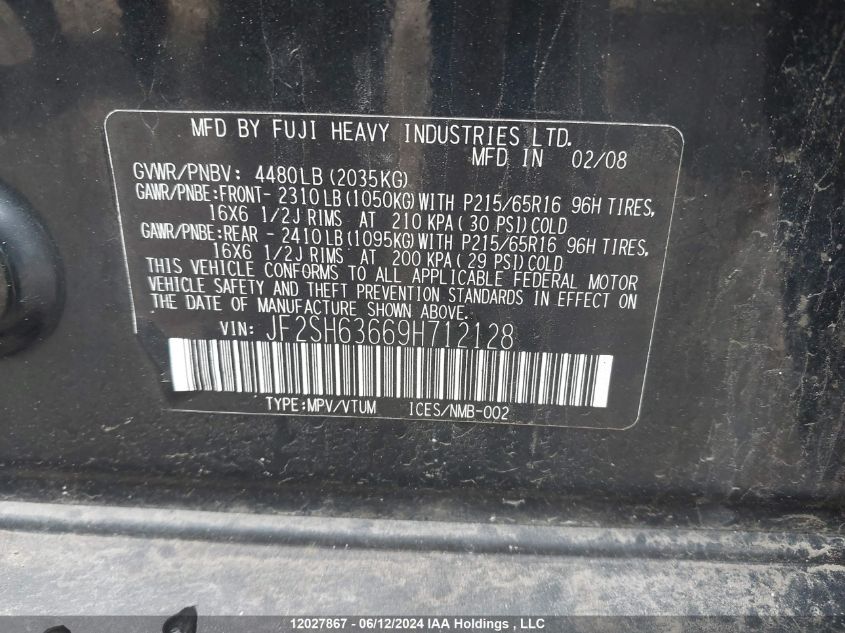 MFD BY FUJI HEAVY INDUSTRIES LTD.
MFD IN 02/08
GVWR/PNBV: 4480LB(2035KG)
GAWR/PNBE:FRONT- 2310LB(1050KG)WITH P215/65R16 96H TIRES,
16X6 1/2J RIMS AT 210 KPA(30 PSI)COLD
GAWR/PNBE:REAR - 2410LB(1095KG)WITH P215/65R16 96H TIRES,
16X6 1/2J RIMS AT 200 KPA(29 PSI)COLD
THIS VEHICLE CONFORMS TO ALL APPLICABLE FEDERAL MOTOR
VEHICLE SAFETY AND THEFT PREVENTION STANDARDS IN EFFECT ON
THE DATE OF MANUFACTURE SHOWN ABOVE.
VIN: JF2SH63669H712128
TYPE:MPV/VTUM ICES/NMB-002
12027867 - 06/12/2024 IAA Holdings , LLC